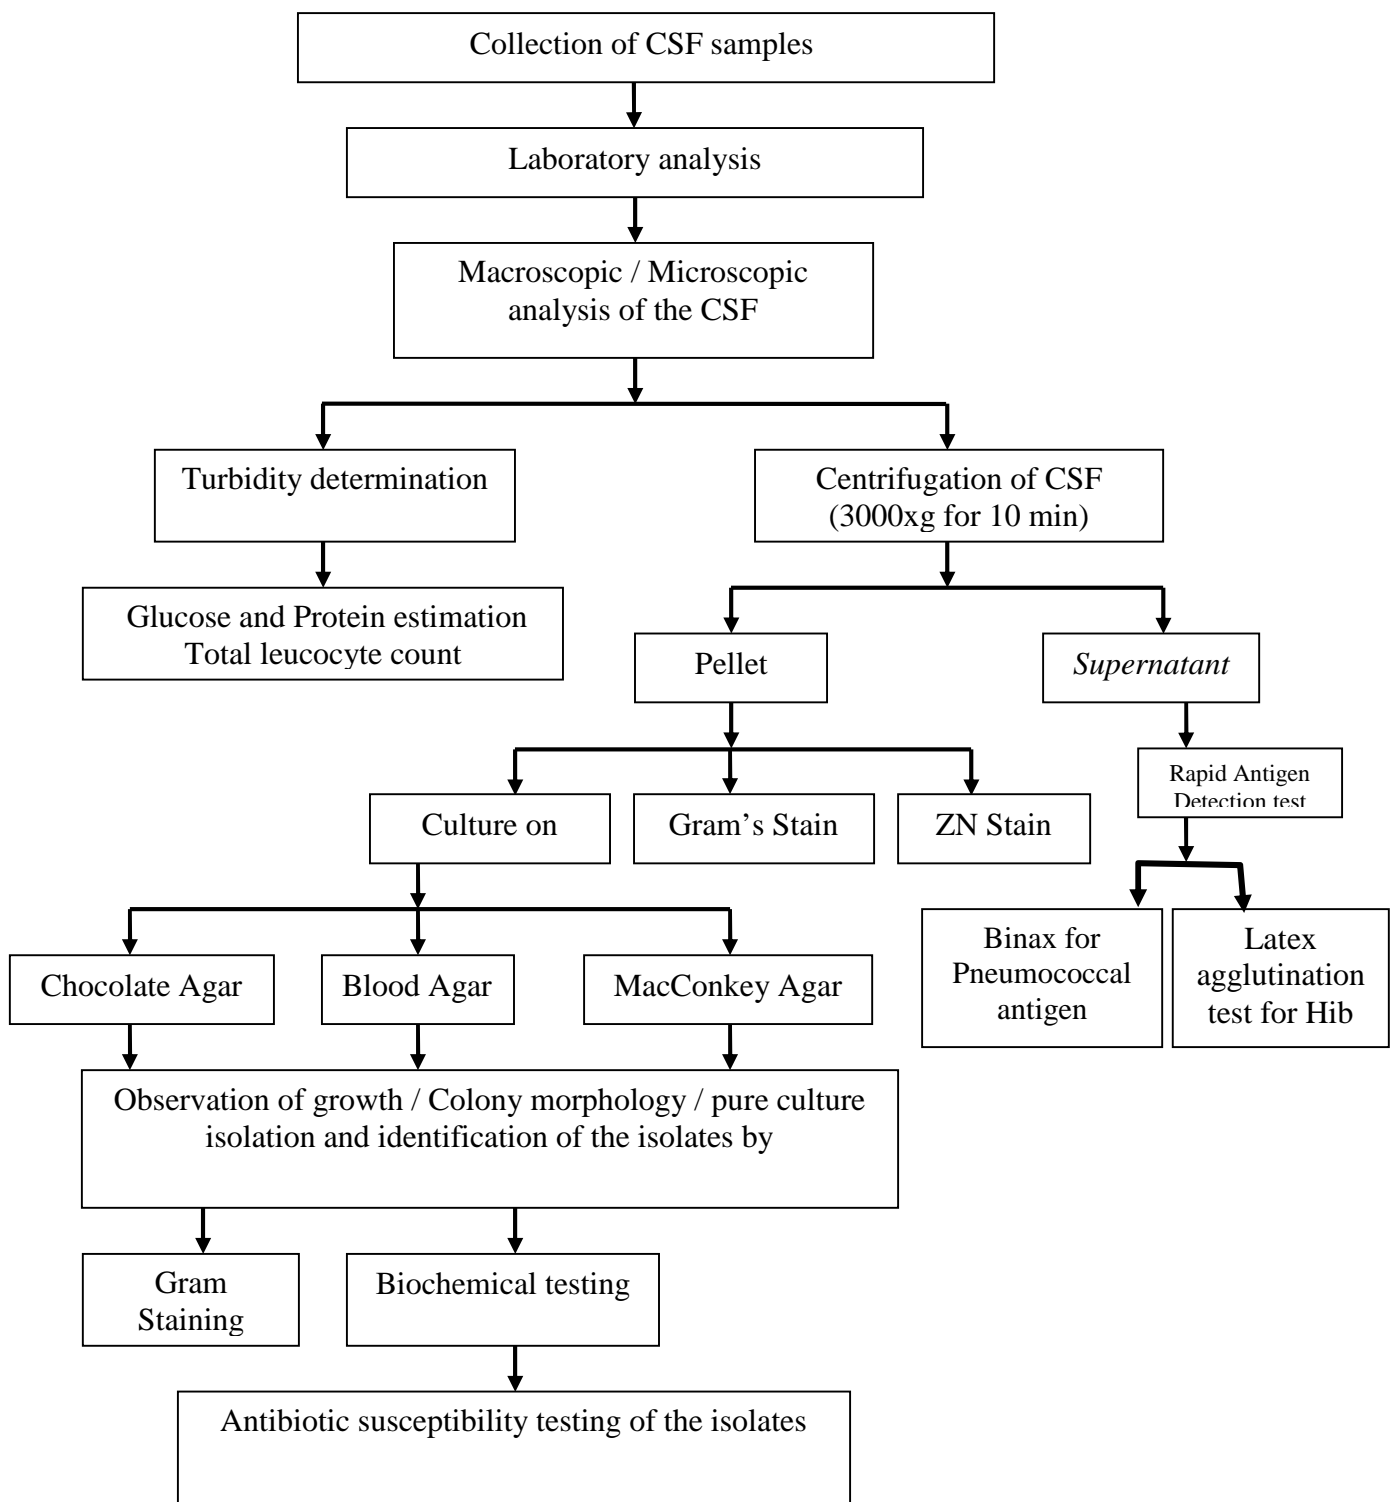 Collection of CSF samples
Laboratory analysis
Macroscopic / Microscopic
analysis of the CSF
Turbidity determination
Centrifugation of CSF
(3000xg for 10 min)
Glucose and Protein estimation
Total leucocyte count
Pellet
Supernatant
Rapid Antigen
Detection test
Culture on
Gram’s Stain
ZN Stain
Binax for
Pneumococcal
antigen
Latex
agglutination
test for Hib
Chocolate Agar
Blood Agar
MacConkey Agar
Observation of growth / Colony morphology / pure culture
isolation and identification of the isolates by
Gram
Staining
Biochemical testing
Antibiotic susceptibility testing of the isolates